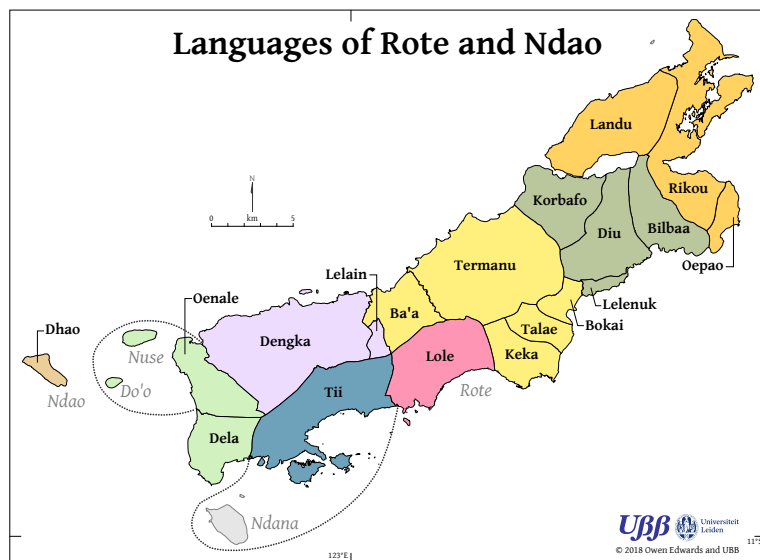 Languages of Rote and Ndao
Landu
N
Korbafo
Rikou
0 km 5
Diu
Bilbaa
Termanu
Oepao
Lelain
Oenale
Lelenuk
Ba'a
Bokai
Dhao
Talae
Nuse
Dengka
Lole
Keka
Do'o
Tii
Rote
Ndao
Dela
Ndana
UBB
Universiteit
Leiden
11°S
© 2018 Owen Edwards and UBB
123°E